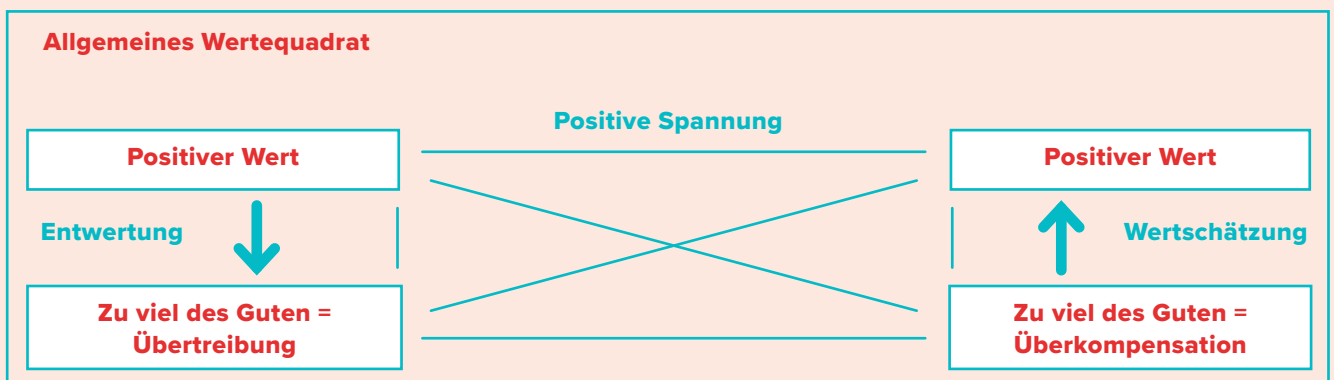 Allgemeines Wertequadrat
Positive Spannung
Positiver Wert
Positiver Wert
Entwertung
Wertschätzung
Zu viel des Guten =
Übertreibung
Zu viel des Guten =
Überkompensation